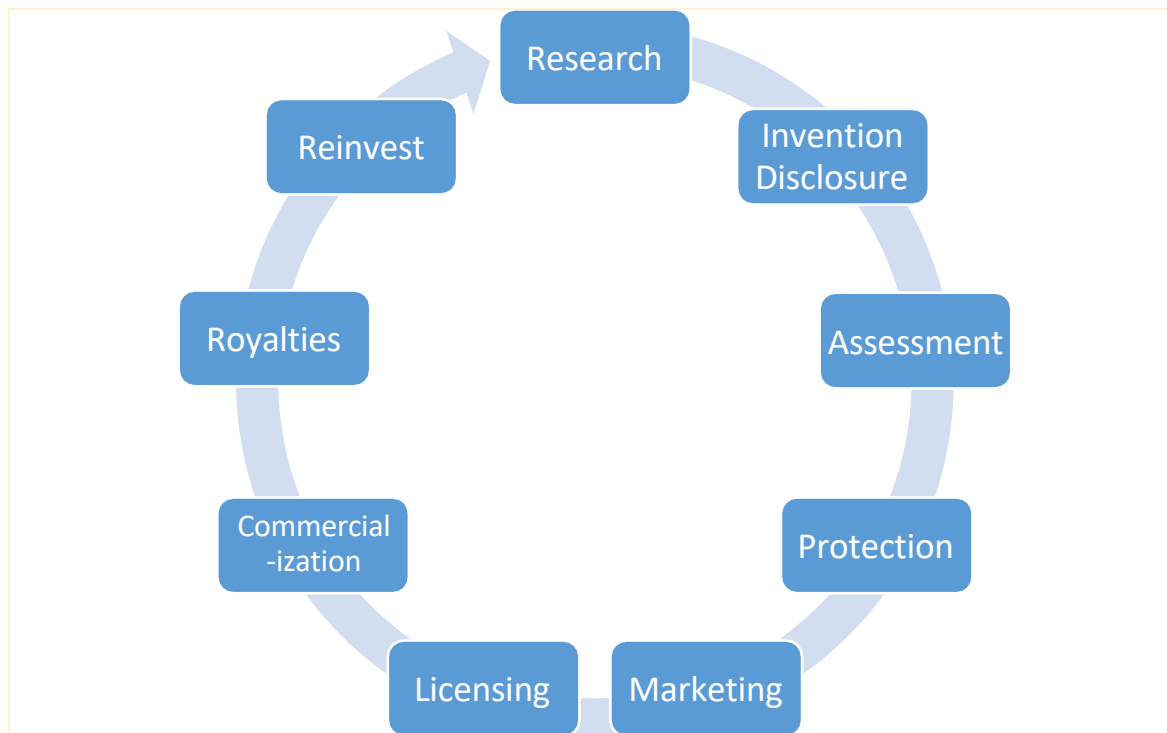 Research
Invention
Disclosure
Assessment
Protection
Marketing
Licensing
Commercial
-ization
Royalties
Reinvest